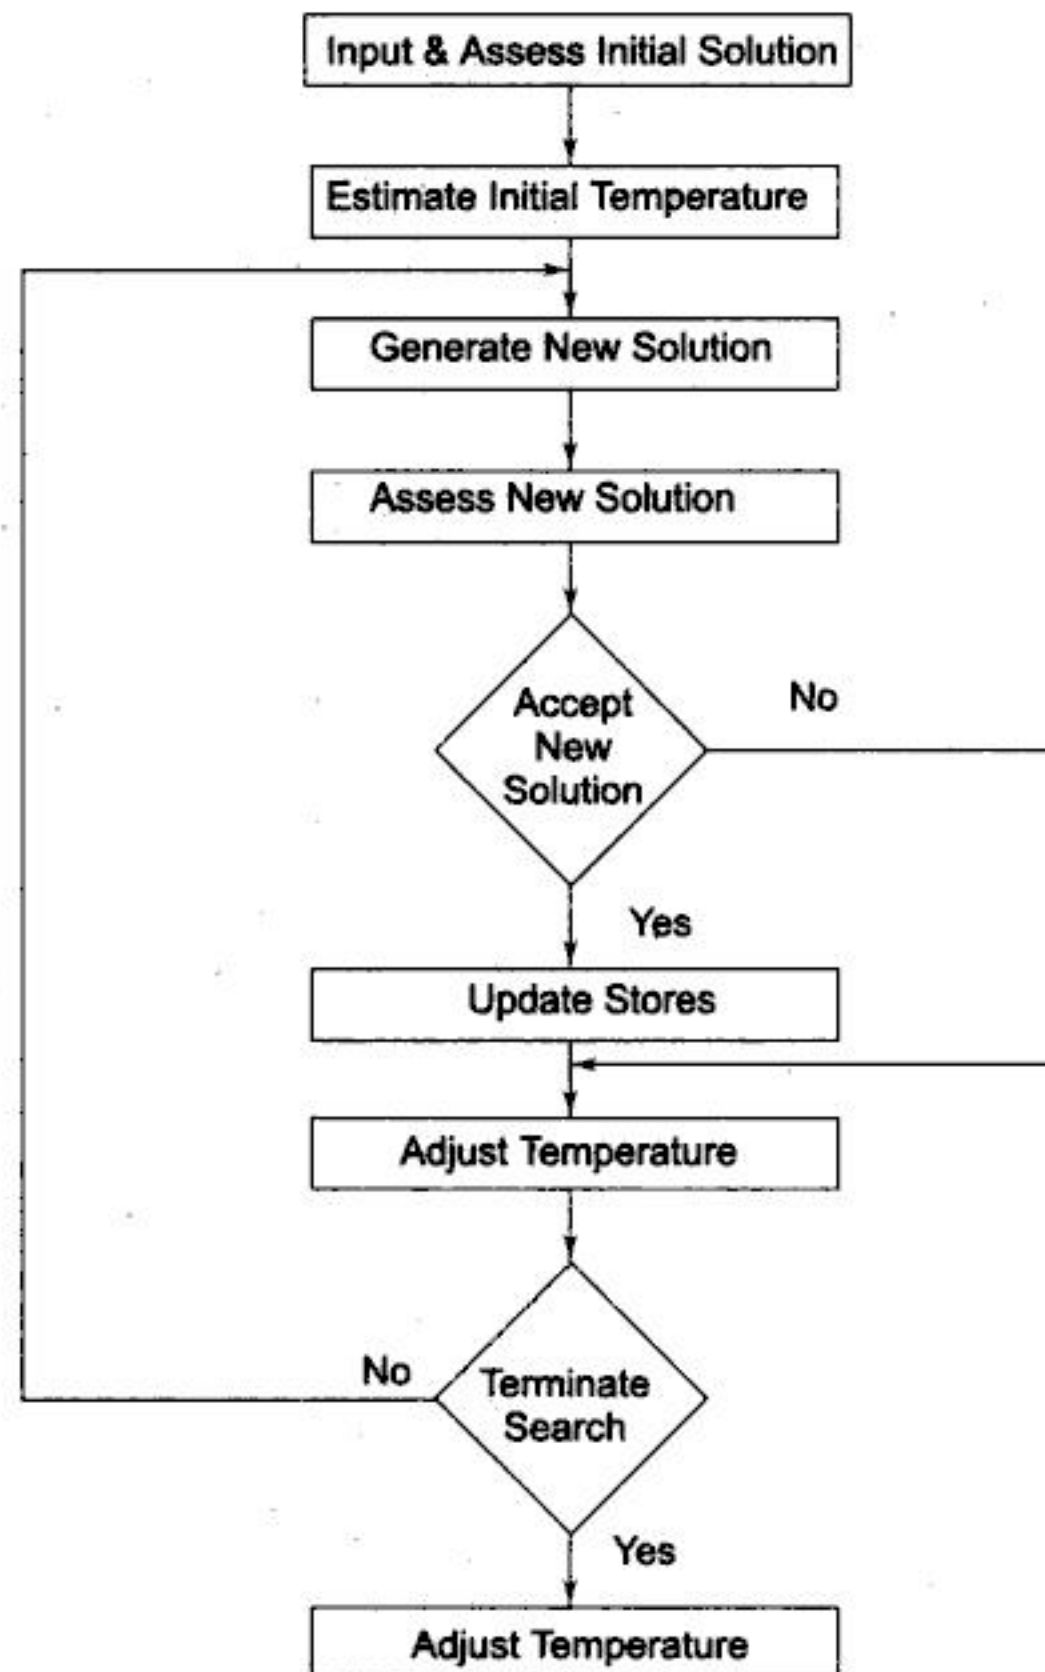 Input & Assess Initial Solution
Estimate Initial Temperature
Generate New Solution
Assess New Solution
Accept
New
Solution
No
Yes
Update Stores
Adjust Temperature
No
Terminate
Search
Yes
Adjust Temperature